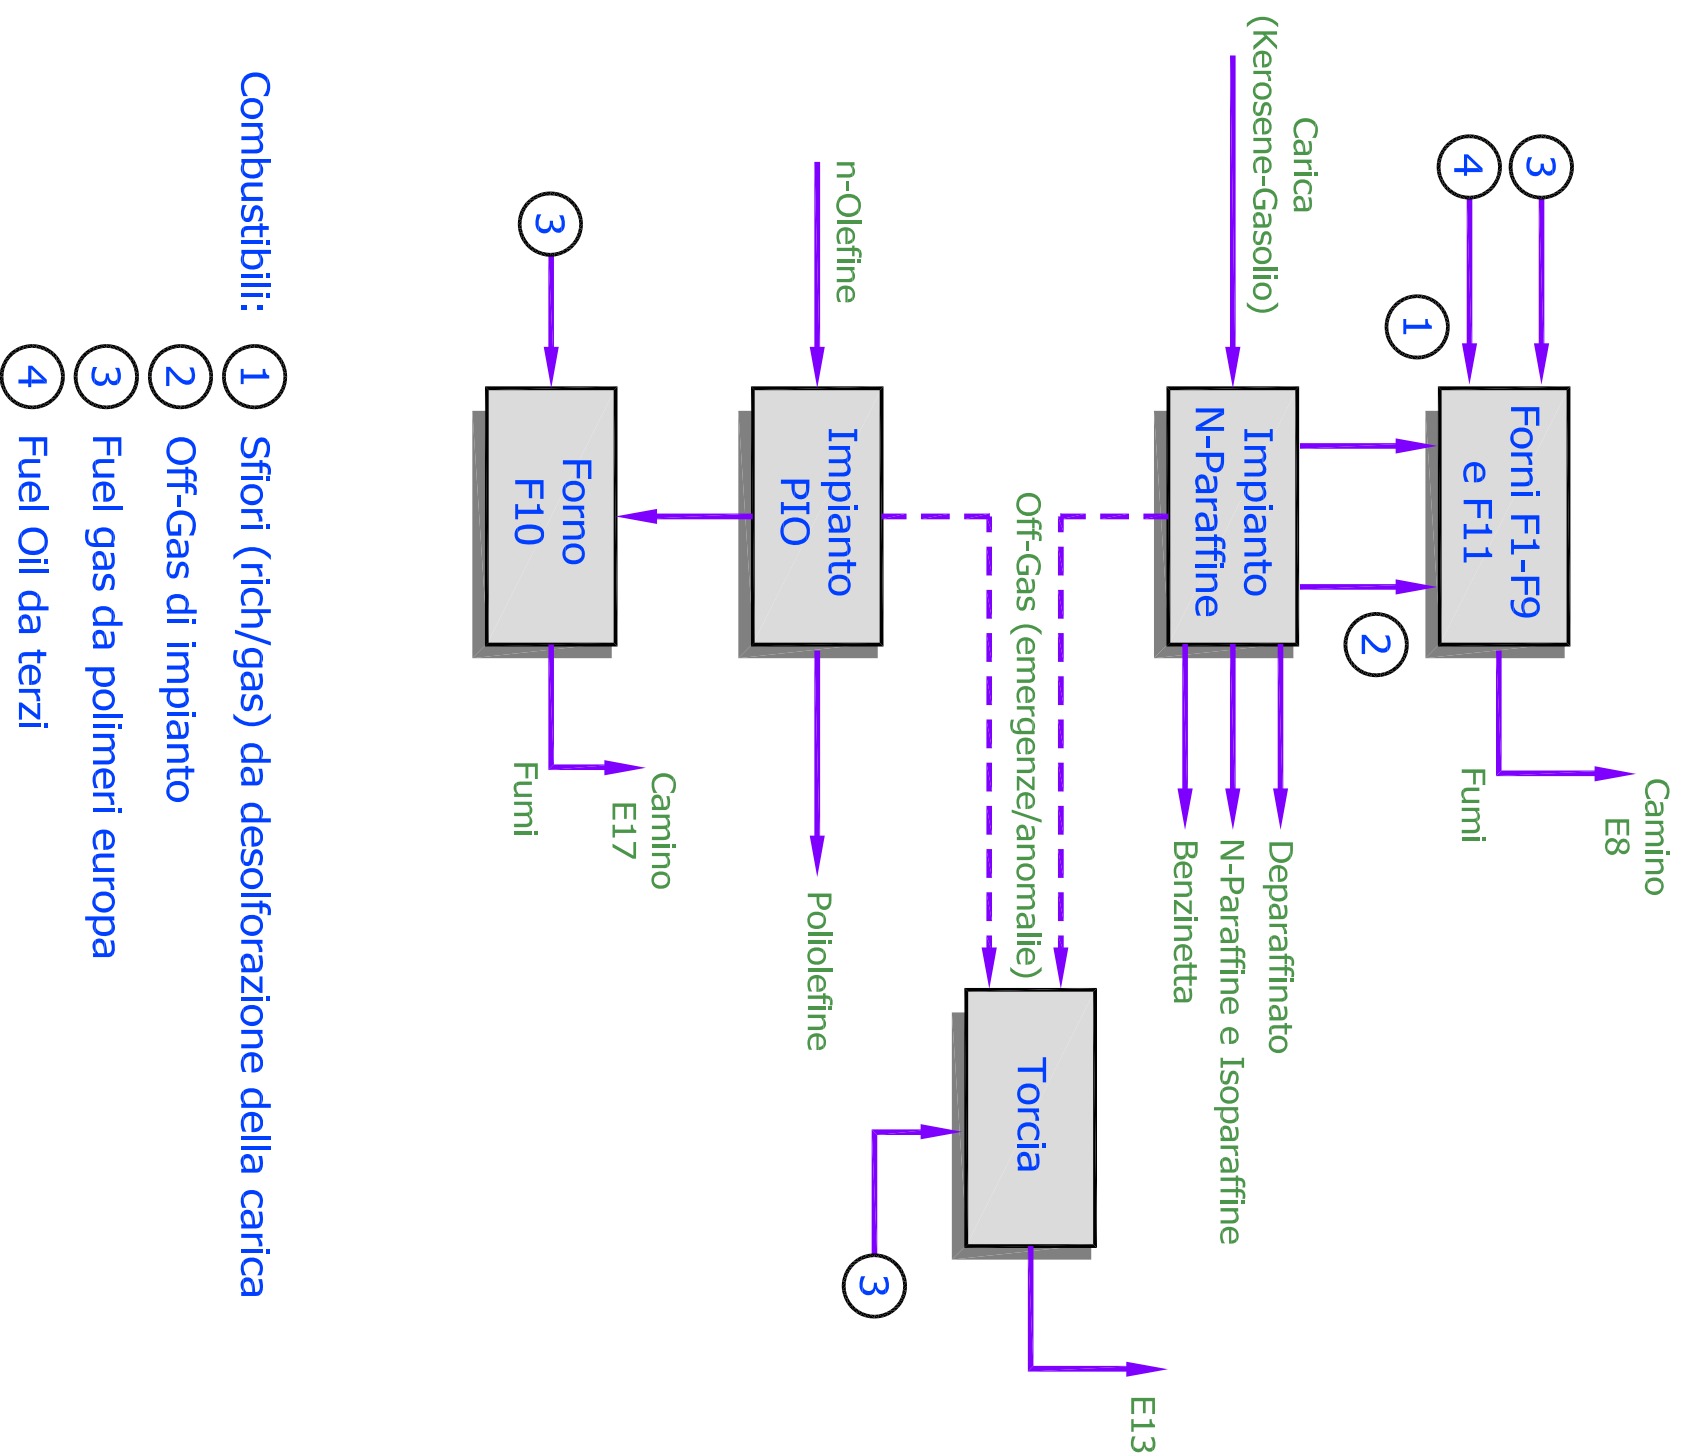 Camino
E8
Fumi
3
4
1
Forni F1-F9
e F11
2
Carica
(Kerosene-Gasolio)
Impianto
N-Paraffine
Deparaffinato
N-Paraffine e Isoparaffine
Benzinetta
E13
Off-Gas (emergenze/anomalie)
Torcia
3
n-Olefine
Impianto
PIO
Poliolefine
Camino
E17
Fumi
3
Forno
F10
Combustibili:
1 Sfiori (rich/gas) da desolforazione della carica
2 Off-Gas di impianto
3 Fuel gas da polimeri europa
4 Fuel Oil da terzi